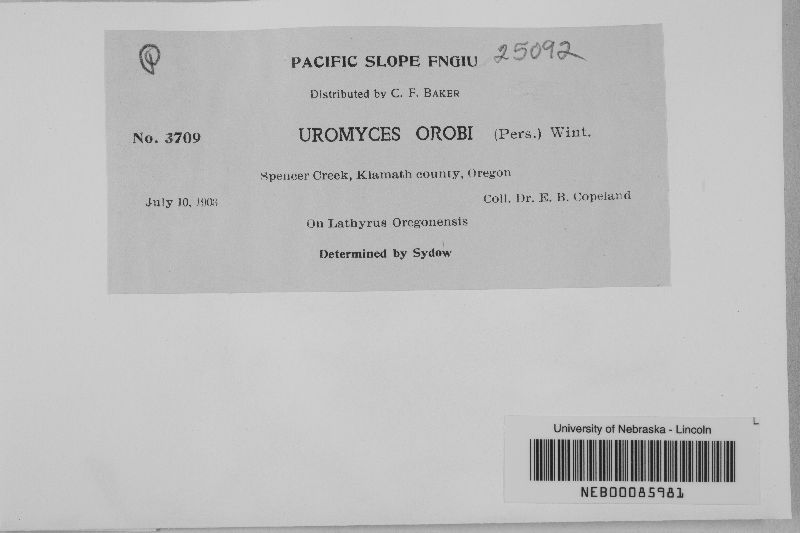 PACIFIC SLOPE FNGIU 25092
Distributed by C. F. BAKER
No. 3709 UROMYCES OROBI (Pers.) Wint.
Spencer Creek, Klamath county, Oregon
July 10, 1903 Coll. Dr. E. B. Copeland
On Lathyrus Oregonensis
Determined by Sydow
L
University of Nebraska - Lincoln
NEB00085981